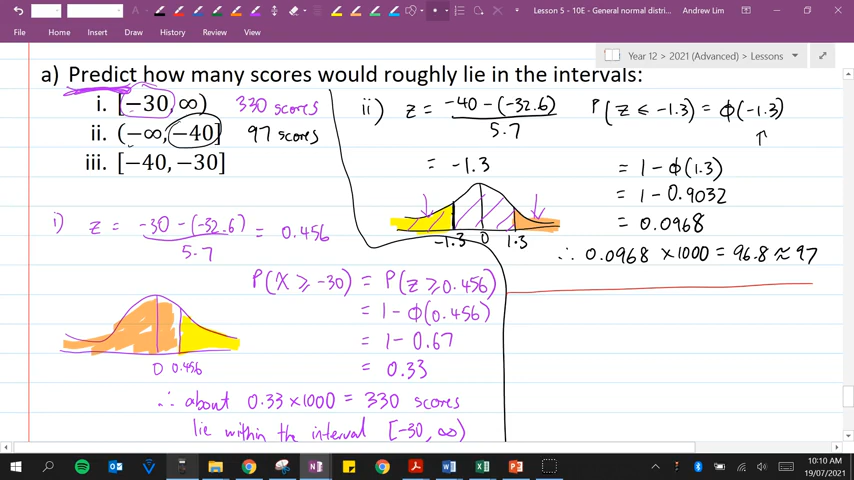 Lesson 5 - 10E - General normal distri...
Andrew Lim
File Home Insert Draw History Review View
Year 12 > 2021 (Advanced) > Lessons
a) Predict how many scores would roughly lie in the intervals:
i. [−30, ∞) 330 scores
ii. (−∞, −40] 97 scores
iii. [−40, −30]
i) z = -30 - (-32.6) / 5.7 = 0.456
P(X ≥ -30) = P(z ≥ 0.456)
= 1 - ϕ(0.456)
= 1 - 0.67
= 0.33
0 0.456
∴ about 0.33 × 1000 = 330 scores
lie within the interval [-30, ∞)
ii) z = -40 - (-32.6) / 5.7
= -1.3
-1.3 0 1.3
P(z ≤ -1.3) = ϕ(-1.3)
= 1 - ϕ(1.3)
= 1 - 0.9032
= 0.0968
∴ 0.0968 × 1000 = 96.8 ≈ 97
10:10 AM
19/07/2021